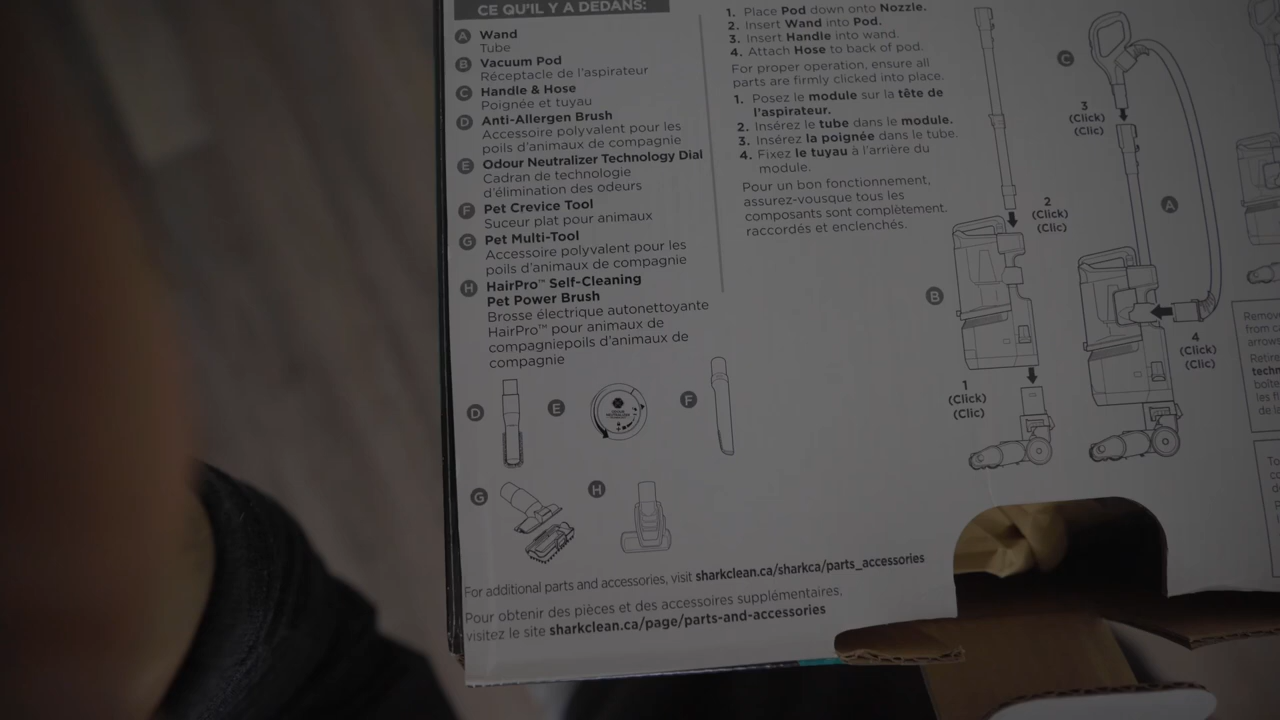 CE QU'IL Y A DEDANS:
A Wand
Tube
B Vacuum Pod
Réceptacle de l'aspirateur
C Handle & Hose
Poignée et tuyau
D Anti-Allergen Brush
Accessoire polyvalent pour les
poils d'animaux de compagnie
E Odour Neutralizer Technology Dial
Cadran de technologie
d'élimination des odeurs
F Pet Crevice Tool
Suceur plat pour animaux
G Pet Multi-Tool
Accessoire polyvalent pour les
poils d'animaux de compagnie
H HairPro™ Self-Cleaning
Pet Power Brush
Brosse électrique autonettoyante
HairPro™ pour animaux de
compagniepoils d'animaux de
compagnie
D
E
F
G
H
1. Place Pod down onto Nozzle.
2. Insert Wand into Pod.
3. Insert Handle into wand.
4. Attach Hose to back of pod.
For proper operation, ensure all
parts are firmly clicked into place.
1. Posez le module sur la tête de
l'aspirateur.
2. Insérez le tube dans le module.
3. Insérez la poignée dans le tube.
4. Fixez le tuyau à l'arrière du
module.
Pour un bon fonctionnement,
assurez-vousque tous les
composants sont complètement.
raccordés et enclenchés.
C
3
(Click)
(Clic)
2
(Click)
(Clic)
A
B
4
(Click)
(Clic)
1
(Click)
(Clic)
from
Retire
les
For additional parts and accessories, visit sharkclean.ca/sharkca/parts_accessories
Pour obtenir des pièces et des accessoires supplémentaires.
visitez le site sharkclean.ca/page/parts-and-accessories